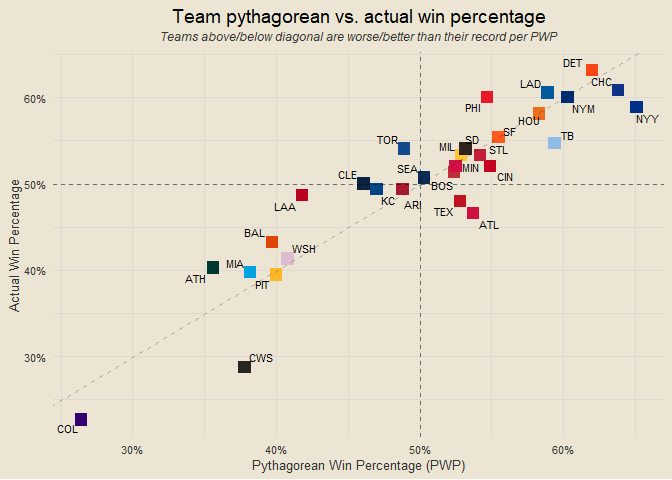 Team pythagorean vs. actual win percentage
Teams above/below diagonal are worse/better than their record per PWP
DET
CHC
LAD
60%
PHI
NYM
NYY
HOU
SF
TB
TOR
SD
MIL
STL
SEA
MIN
CIN
CLE
50%
BOS
KC
ARI
LAA
TEX
ATL
BAL
WSH
MIA
ATH
PIT
40%
CWS
30%
COL
30%
40%
50%
60%
Pythagorean Win Percentage (PWP)
Actual Win Percentage